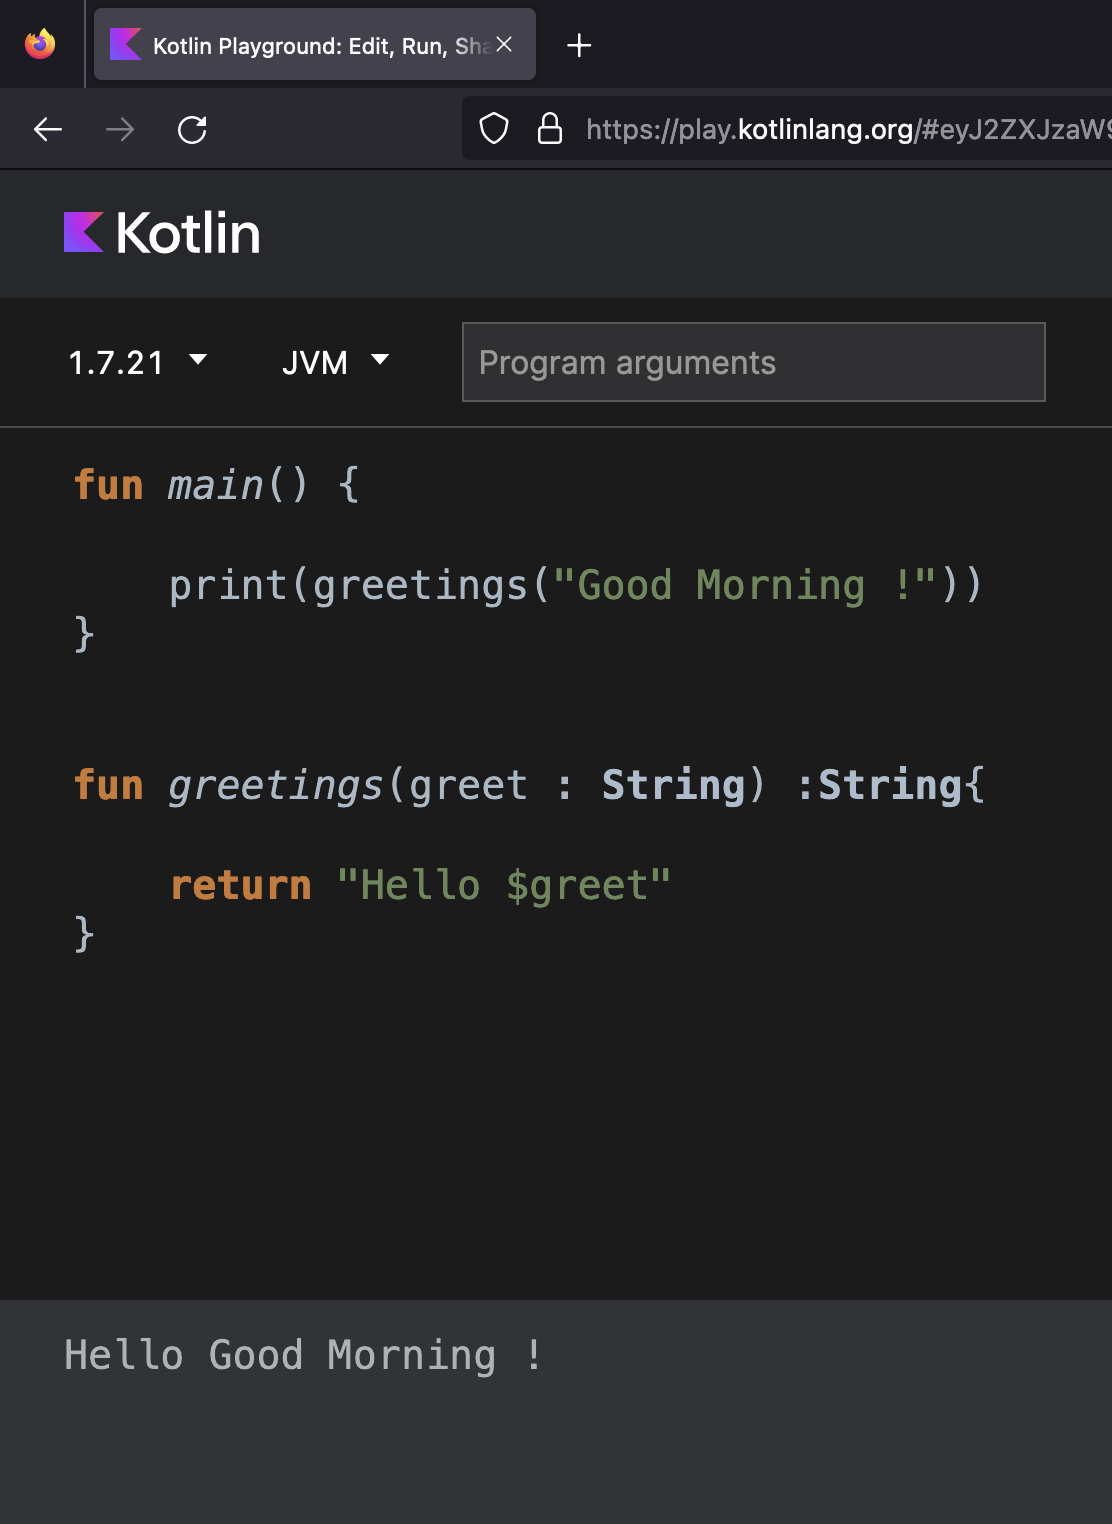 Kotlin Playground: Edit, Run, Sha
https://play.kotlinlang.org/#eyJ2ZXJzaW9
Kotlin
1.7.21 JVM Program arguments
fun main() {
print(greetings("Good Morning !"))
}
fun greetings(greet : String) :String{
return "Hello $greet"
}
Hello Good Morning !